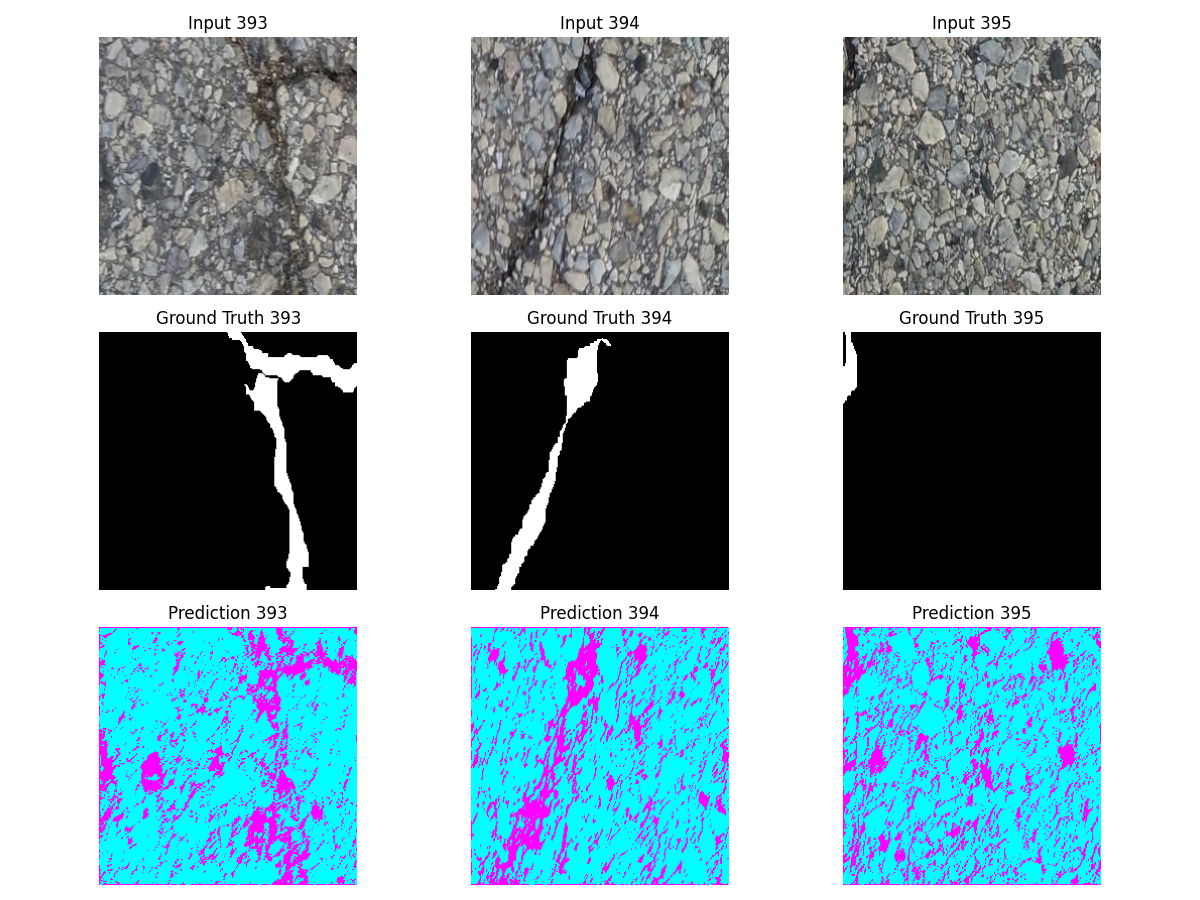 Input 393
Input 394
Input 395
Ground Truth 393
Ground Truth 394
Ground Truth 395
Prediction 393
Prediction 394
Prediction 395